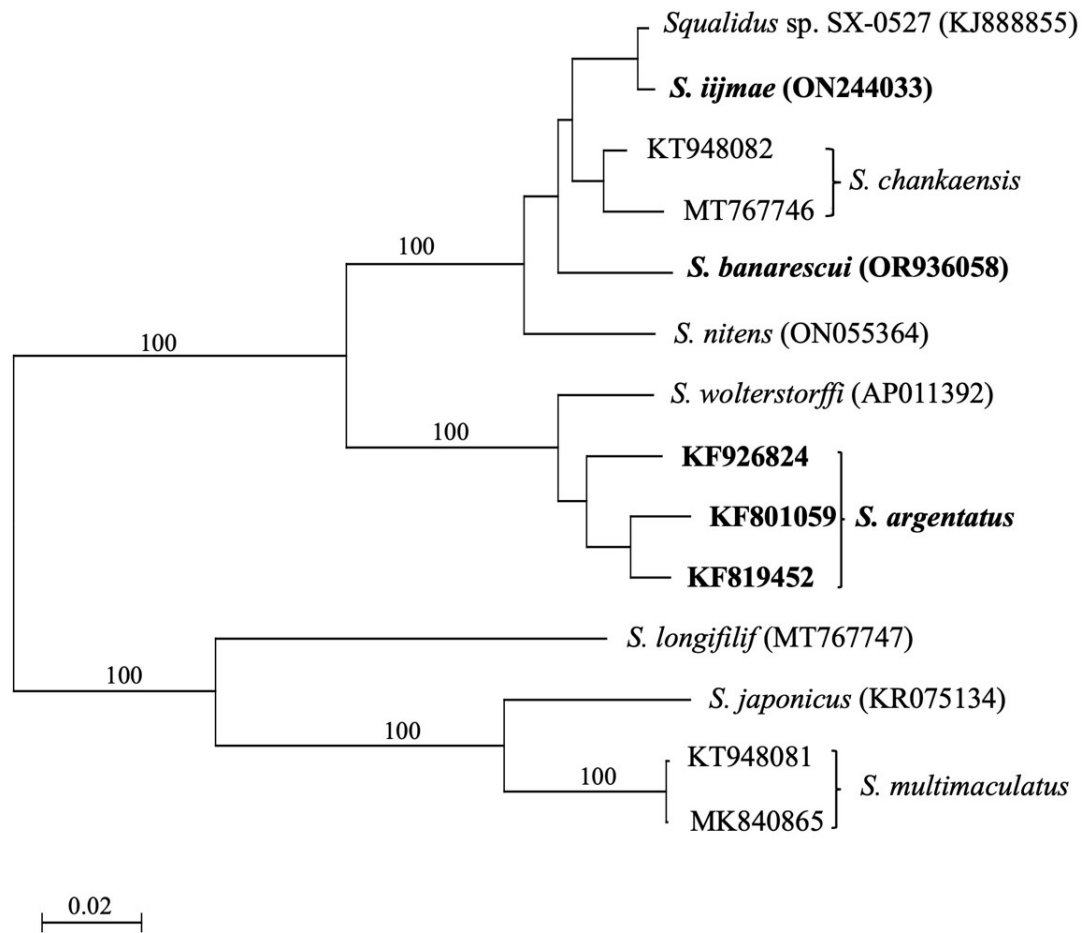 Squalidus sp. SX-0527 (KJ888855)
S. iijmae (ON244033)
KT948082
S. chankaensis
MT767746
100
S. banarescui (OR936058)
S. nitens (ON055364)
100
S. wolterstorffi (AP011392)
100
KF926824
KF801059 S. argentatus
KF819452
S. longifilif (MT767747)
100
S. japonicus (KR075134)
100
KT948081
100
S. multimaculatus
MK840865
0.02